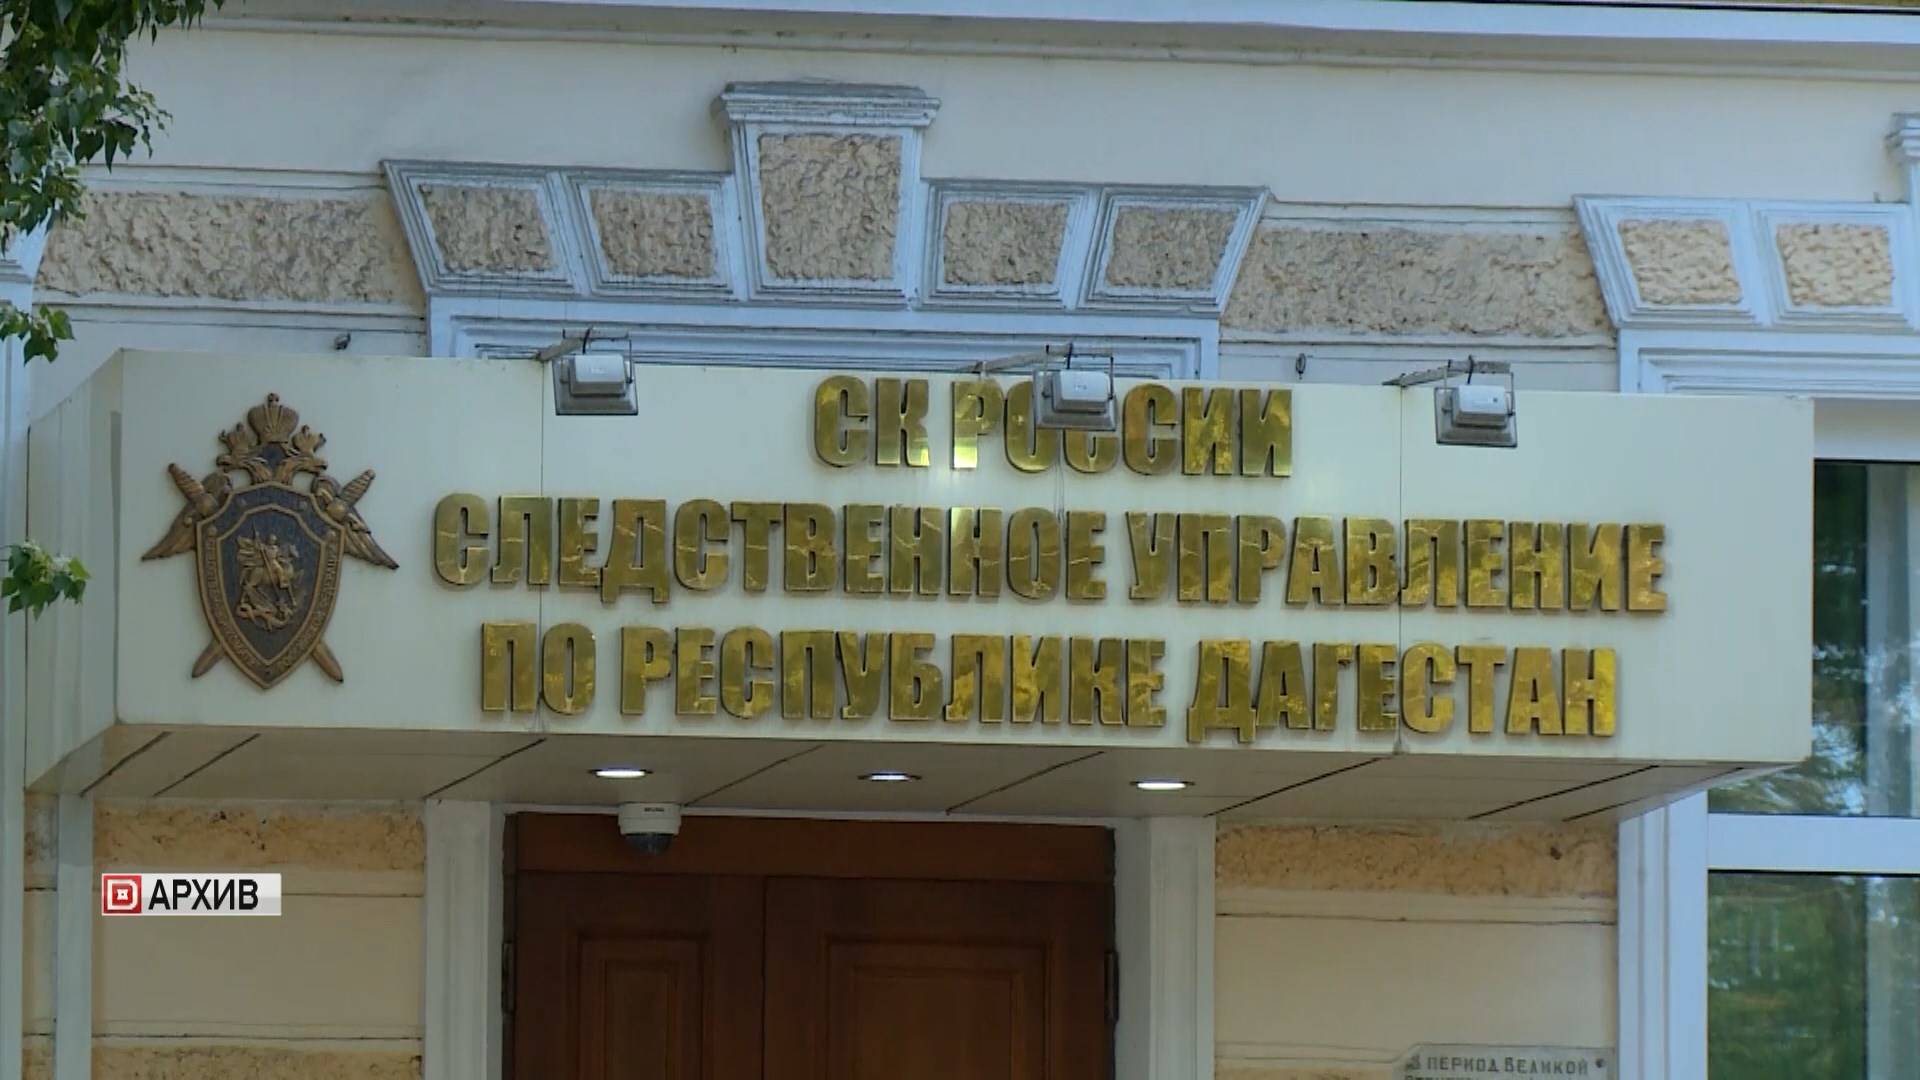 СК РОССИИ
СЛЕДСТВЕННОЕ УПРАВЛЕНИЕ
ПО РЕСПУБЛИКЕ ДАГЕСТАН
АРХИВ
В ПЕРИОД ВЕЛИКОЙ